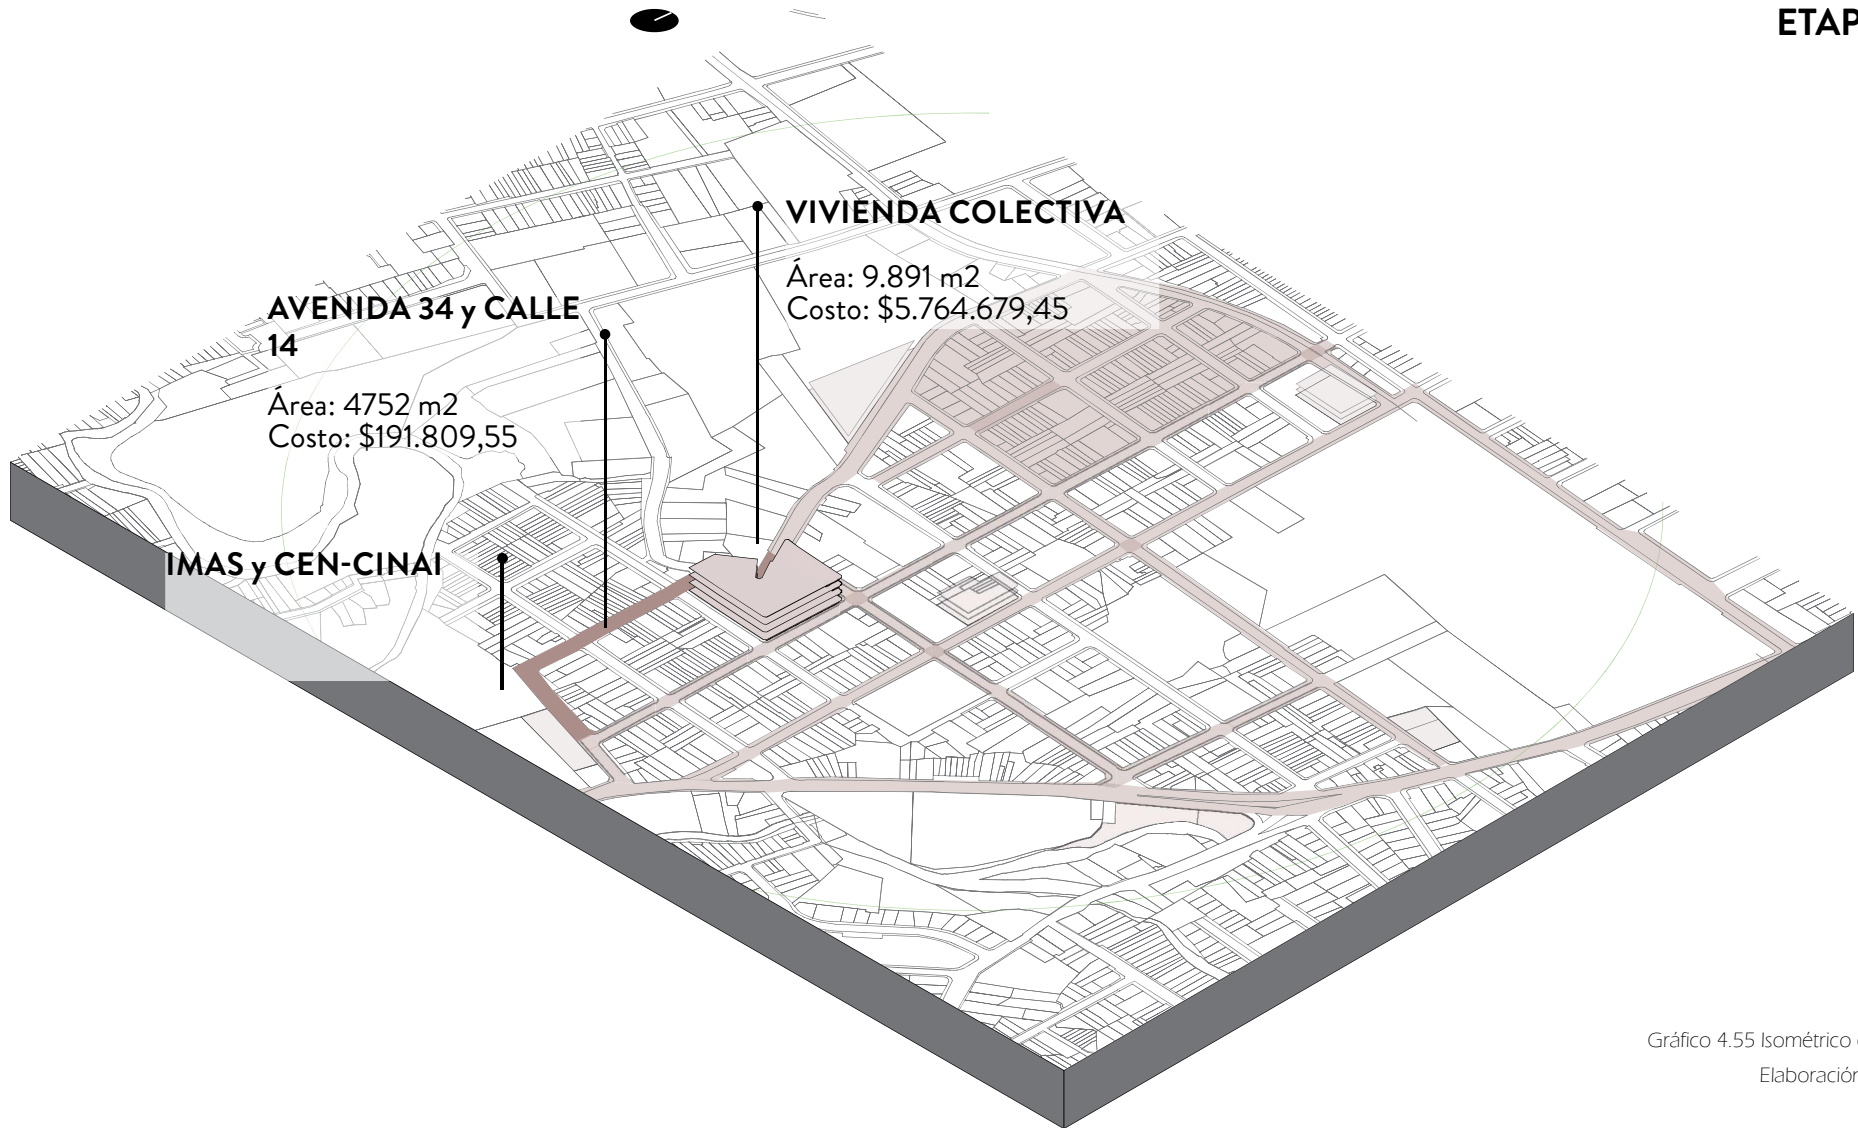 ETAP
VIVIENDA COLECTIVA
Área: 9.891 m2
Costo: $5.764.679,45
AVENIDA 34 y CALLE
14
Área: 4752 m2
Costo: $191.809,55
IMAS y CEN-CINAI
Gráfico 4.55 Isométrico
Elaboración